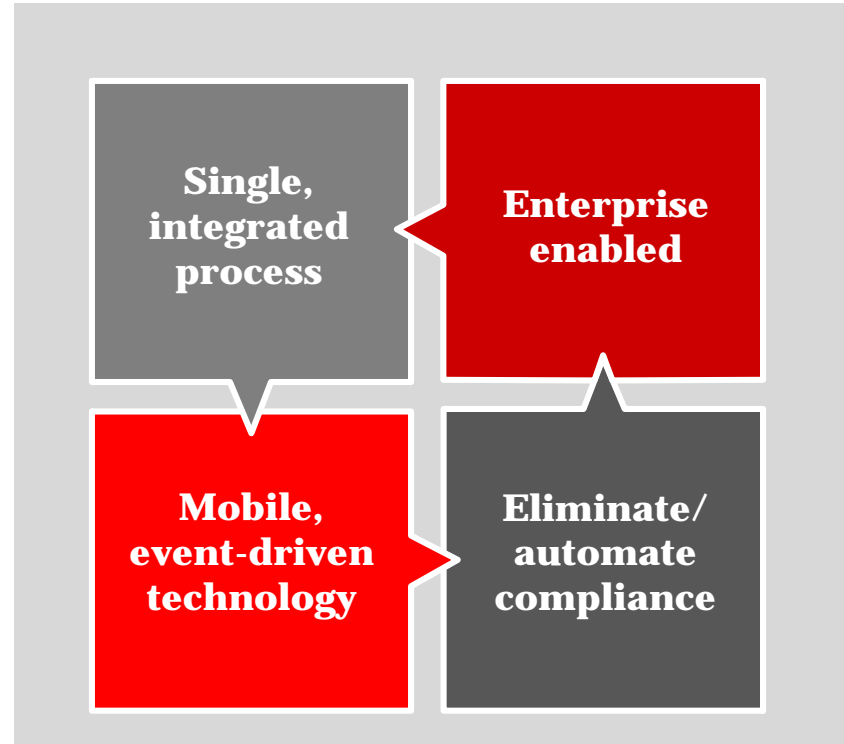 Single,
integrated
process
Enterprise
enabled
Mobile,
event-driven
technology
Eliminate/
automate
compliance